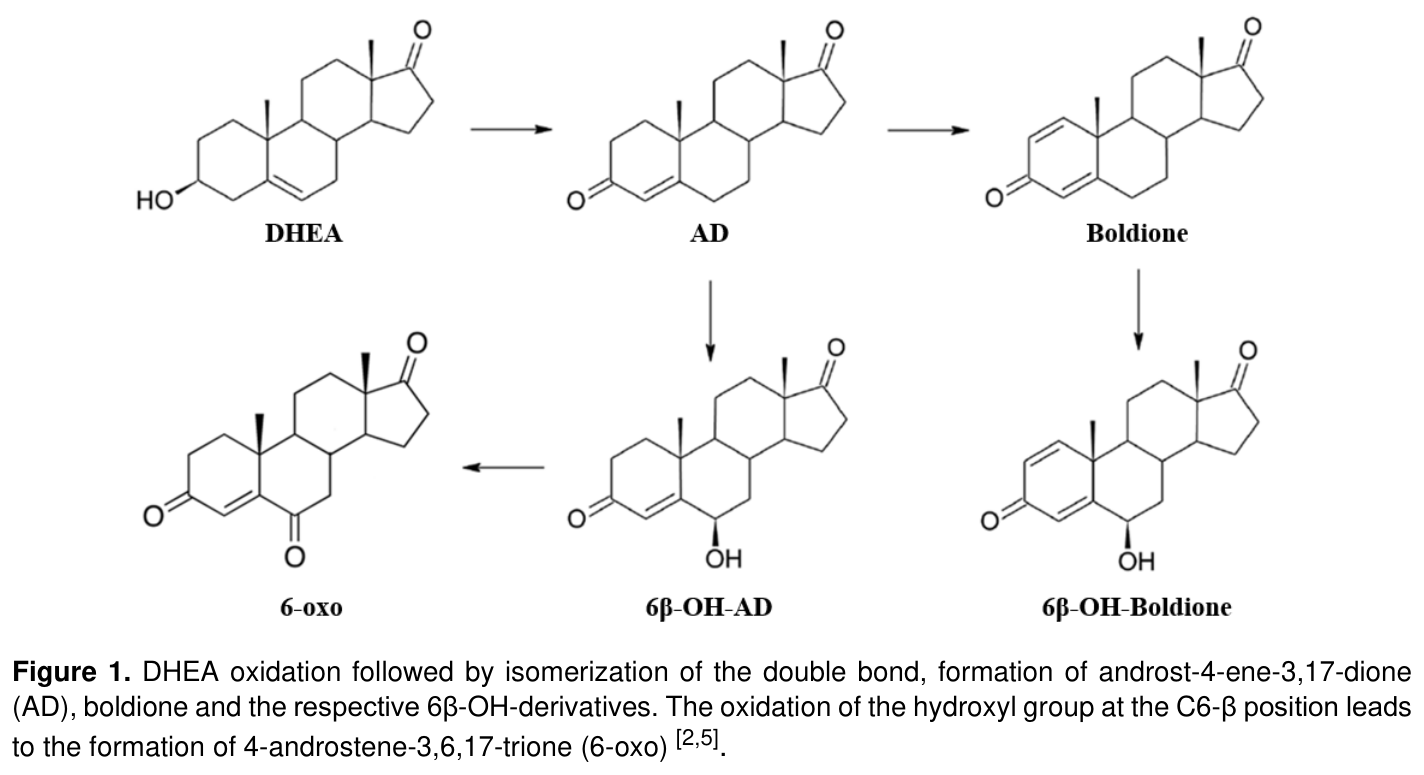 O O O
HO O O
DHEA AD Boldione
O O O
O O O
O OH OH
6-oxo 6β-OH-AD 6β-OH-Boldione
Figure 1. DHEA oxidation followed by isomerization of the double bond, formation of androst-4-ene-3,17-dione
(AD), boldione and the respective 6β-OH-derivatives. The oxidation of the hydroxyl group at the C6-β position leads
to the formation of 4-androstene-3,6,17-trione (6-oxo) [2,5].